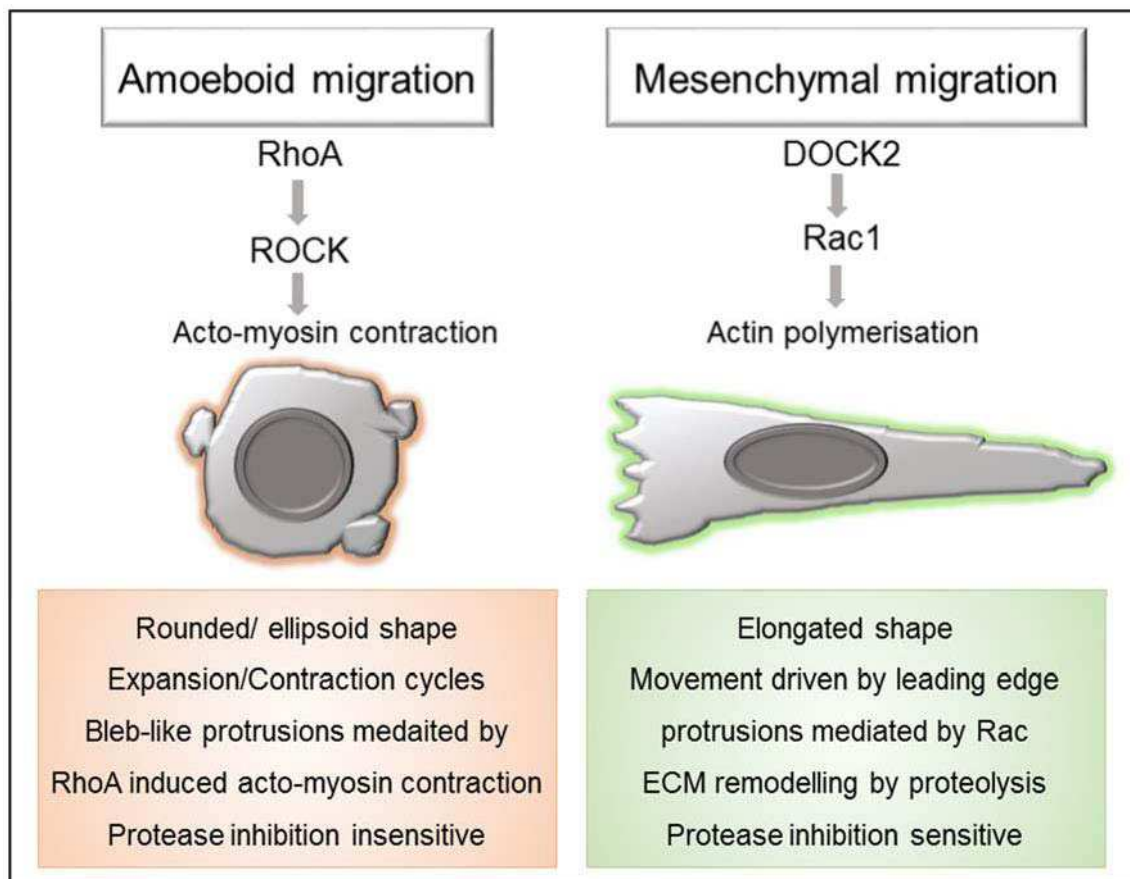 Amoeboid migration
RhoA
ROCK
Acto-myosin contraction
Rounded/ ellipsoid shape
Expansion/Contraction cycles
Bleb-like protrusions medaited by
RhoA induced acto-myosin contraction
Protease inhibition insensitive
Mesenchymal migration
DOCK2
Rac1
Actin polymerisation
Elongated shape
Movement driven by leading edge
protrusions mediated by Rac
ECM remodelling by proteolysis
Protease inhibition sensitive